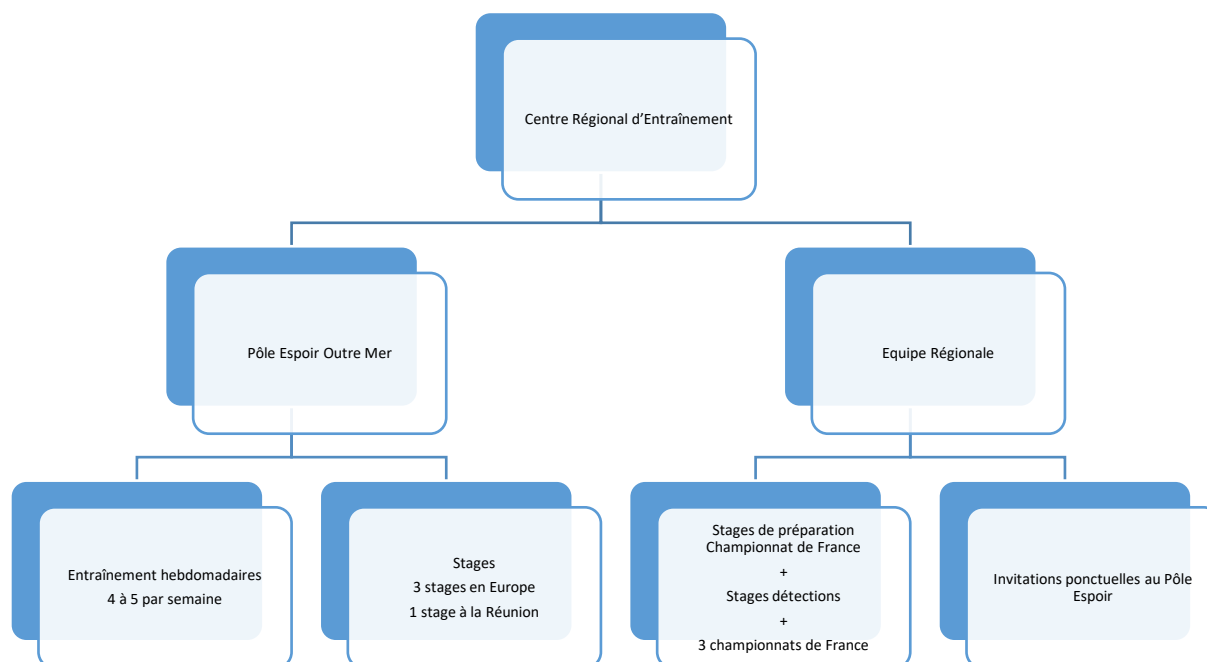 Centre Régional d'Entraînement
Pôle Espoir Outre Mer
Equipe Régionale
Entraînement hebdomadaires
4 à 5 par semaine
Stages
3 stages en Europe
1 stage à la Réunion
Stages de préparation
Championnat de France
+
Stages détections
+
3 championnats de France
Invitations ponctuelles au Pôle
Espoir